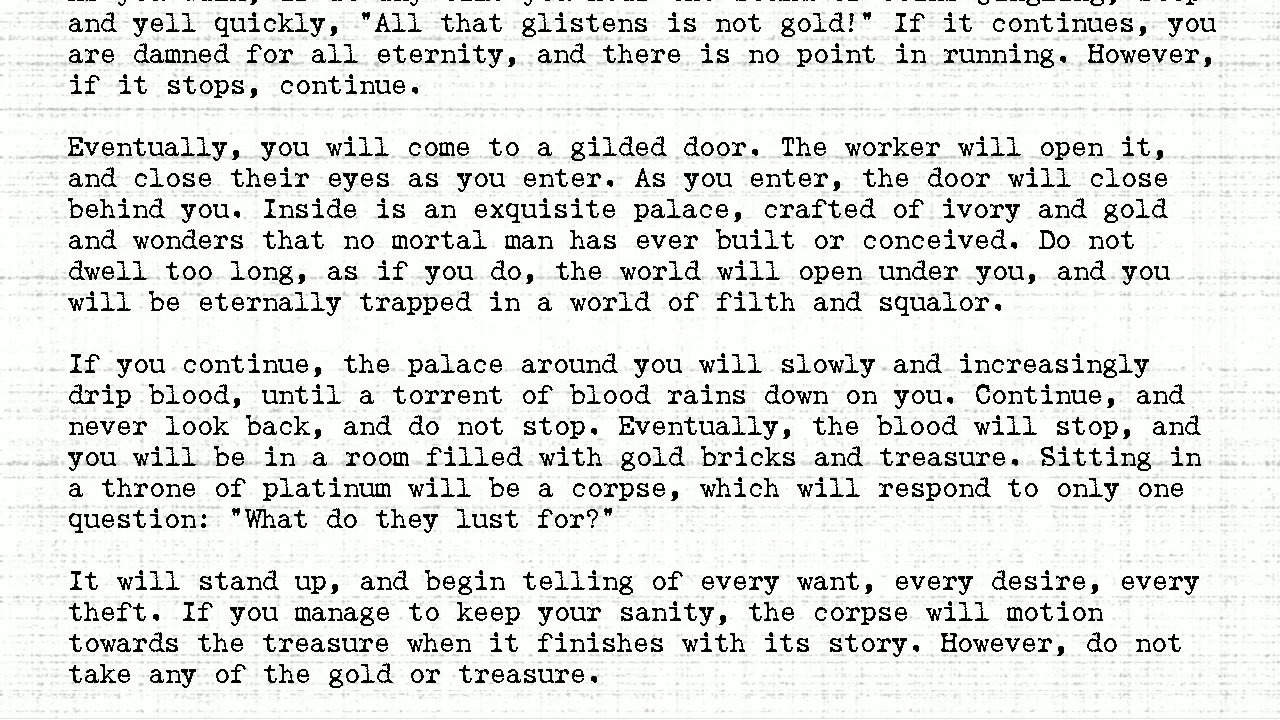 and yell quickly, "All that glistens is not gold!" If it continues, you
are damned for all eternity, and there is no point in running. However,
if it stops, continue.
Eventually, you will come to a gilded door. The worker will open it,
and close their eyes as you enter. As you enter, the door will close
behind you. Inside is an exquisite palace, crafted of ivory and gold
and wonders that no mortal man has ever built or conceived. Do not
dwell too long, as if you do, the world will open under you, and you
will be eternally trapped in a world of filth and squalor.
If you continue, the palace around you will slowly and increasingly
drip blood, until a torrent of blood rains down on you. Continue, and
never look back, and do not stop. Eventually, the blood will stop, and
you will be in a room filled with gold bricks and treasure. Sitting in
a throne of platinum will be a corpse, which will respond to only one
question: "What do they lust for?"
It will stand up, and begin telling of every want, every desire, every
theft. If you manage to keep your sanity, the corpse will motion
towards the treasure when it finishes with its story. However, do not
take any of the gold or treasure.